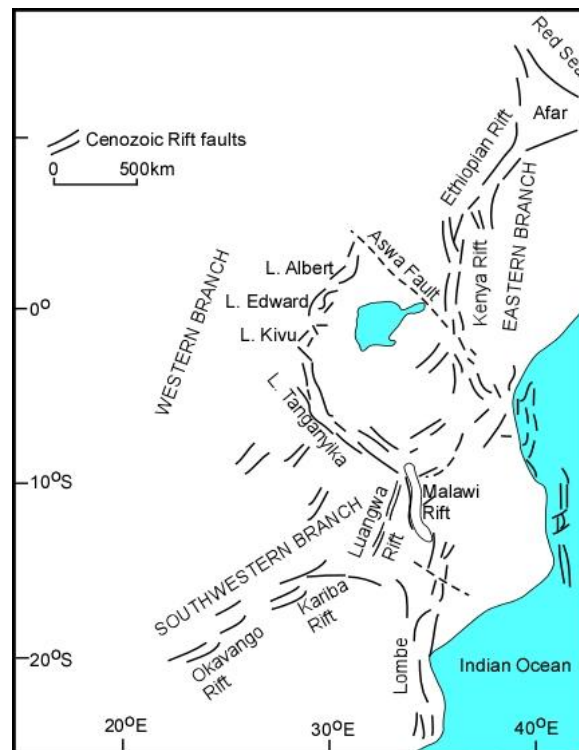 Red Sea
Afar
Cenozoic Rift faults
0 500km
Ethiopian Rift
EASTERN BRANCH
Kenya Rift
Aswa Fault
WESTERN BRANCH
L. Albert
L. Edward
L. Kivu
L. Tanganyika
0°
10°S
20°S
Malawi
Rift
Luangwa
Rift
SOUTHWESTERN BRANCH
Kariba
Rift
Okavango
Rift
Lombe
Indian Ocean
20°E
30°E
40°E